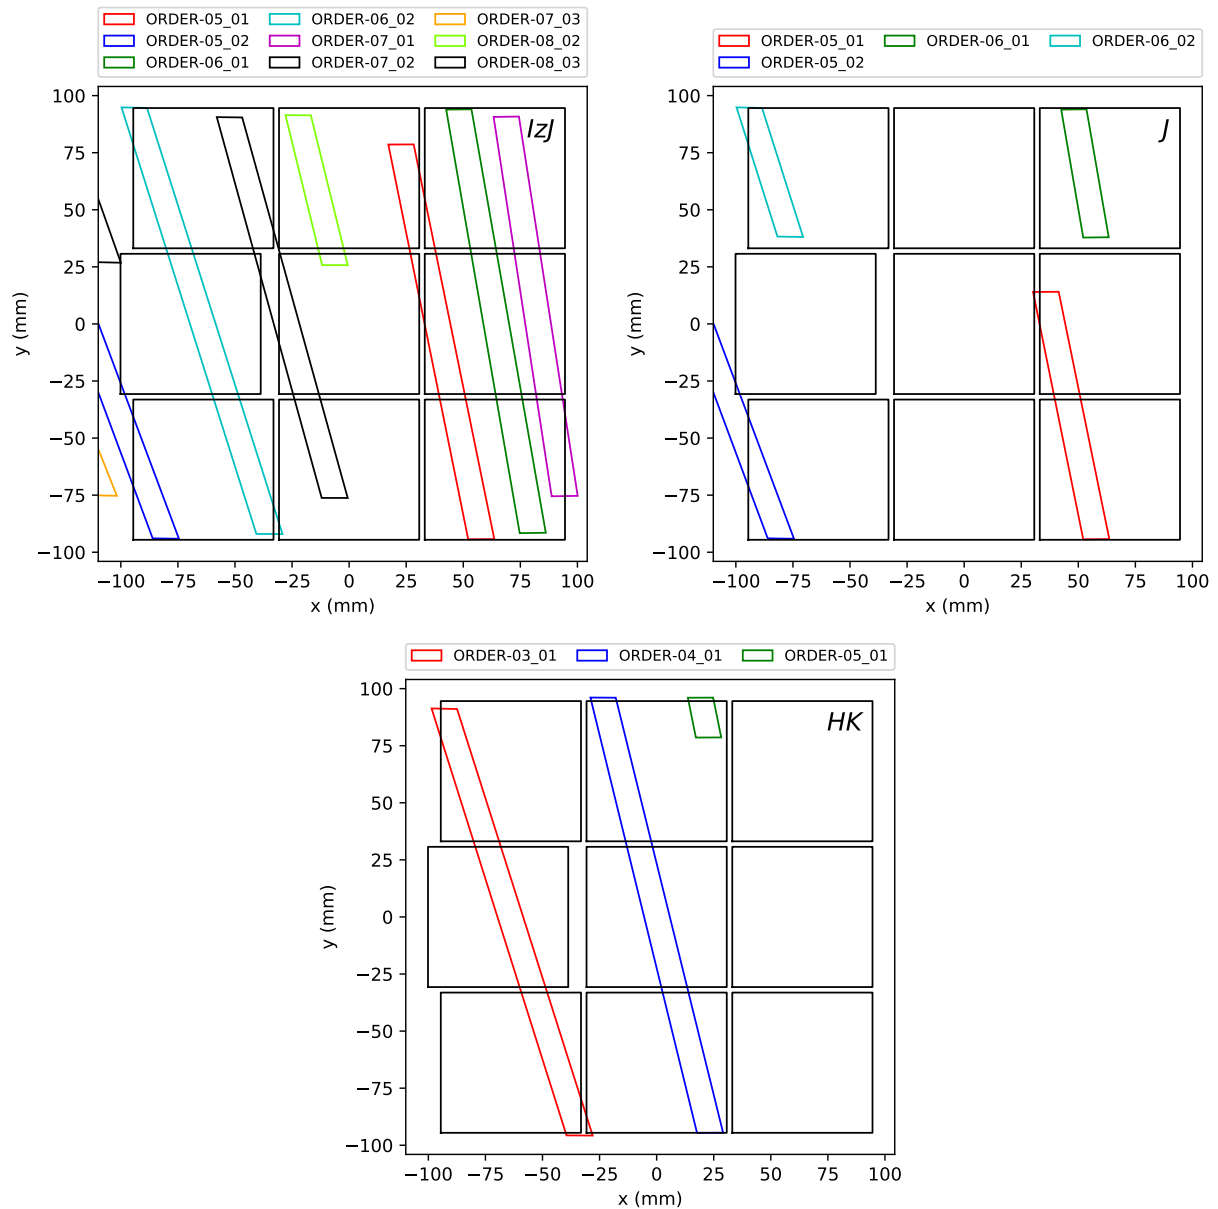 ORDER-05_01 ORDER-06_02 ORDER-07_03
ORDER-05_02 ORDER-07_01 ORDER-08_02
ORDER-06_01 ORDER-07_02 ORDER-08_03
IzJ
100
75
50
25
0
−25
−50
−75
−100
y (mm)
−100 −75 −50 −25 0 25 50 75 100
x (mm)
ORDER-05_01 ORDER-06_01 ORDER-06_02
ORDER-05_02
J
100
75
50
25
0
−25
−50
−75
−100
y (mm)
−100 −75 −50 −25 0 25 50 75 100
x (mm)
ORDER-03_01 ORDER-04_01 ORDER-05_01
HK
100
75
50
25
0
−25
−50
−75
−100
y (mm)
−100 −75 −50 −25 0 25 50 75 100
x (mm)